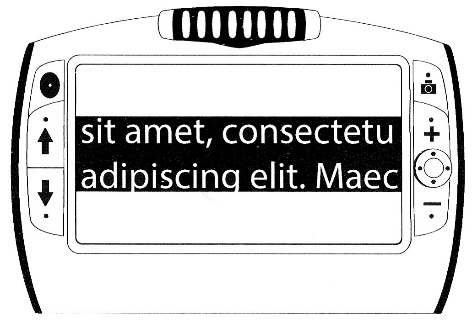 sit amet, consectetu
adipiscing elit. Maec